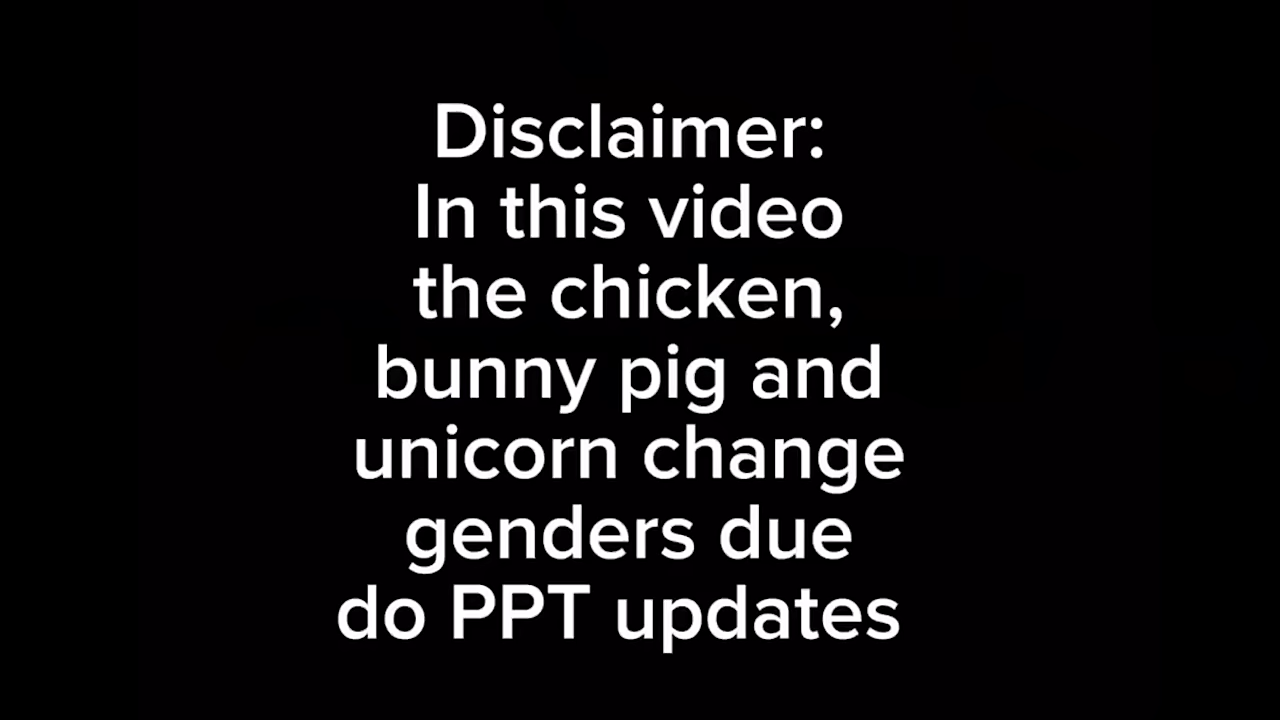 Disclaimer:
In this video
the chicken,
bunny pig and
unicorn change
genders due
do PPT updates